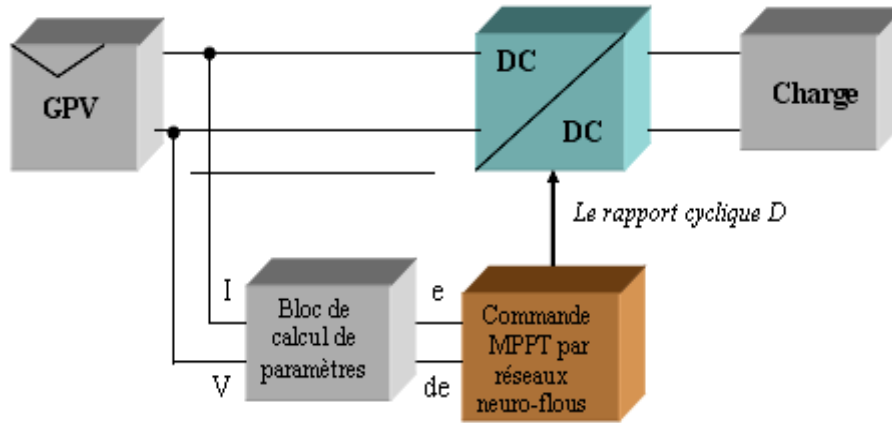 GPV
DC
DC
Charge
Le rapport cyclique D
I
V
Bloc de
calcul de
paramètres
e
de
Commande
MPPT par
réseaux
neuro-flous